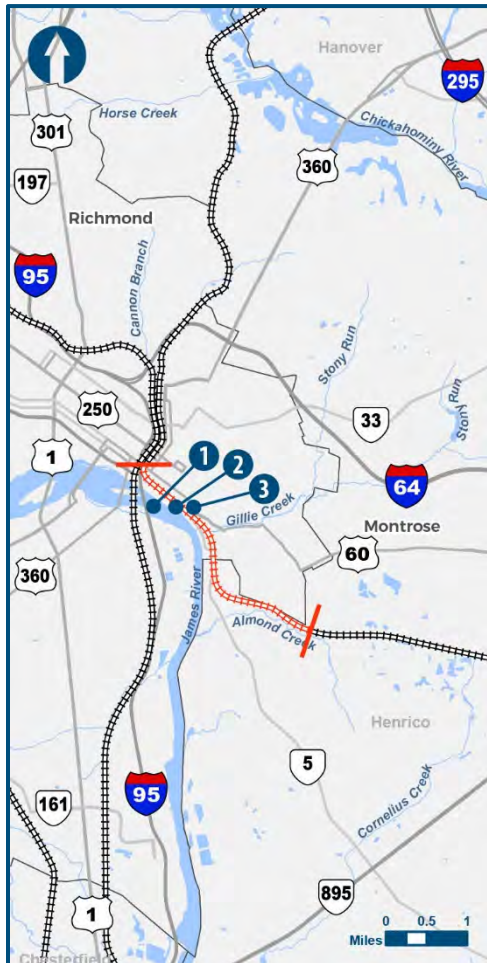 Hanover
295
301
Horse Creek
Chickahominy River
360
197
Richmond
95
Cannon Branch
Stony Run
Stony Run
250
33
1
1
2
3
64
Gillie Creek
Montrose
60
360
James River
Almond Creek
Henrico
5
95
Cornelius Creek
161
895
1
0 0.5 1
Miles
Chesterfield